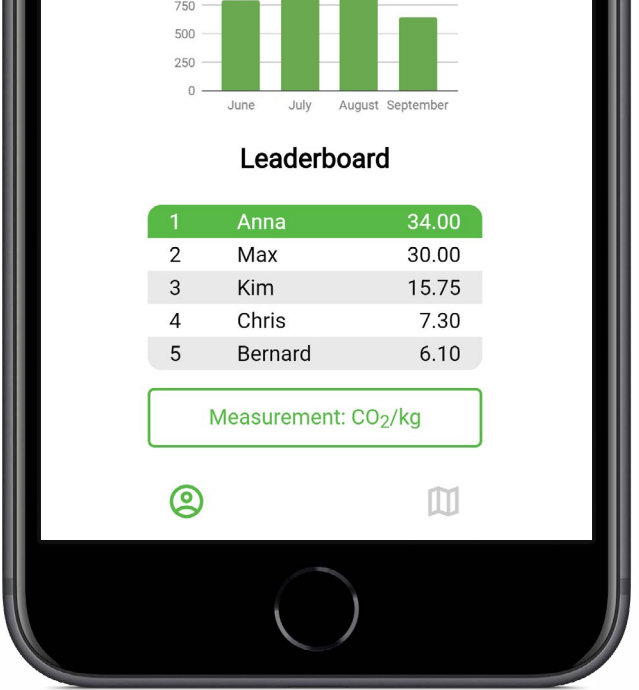 750
500
250
0
June July August September
Leaderboard
1 Anna 34.00
2 Max 30.00
3 Kim 15.75
4 Chris 7.30
5 Bernard 6.10
Measurement: CO₂/kg